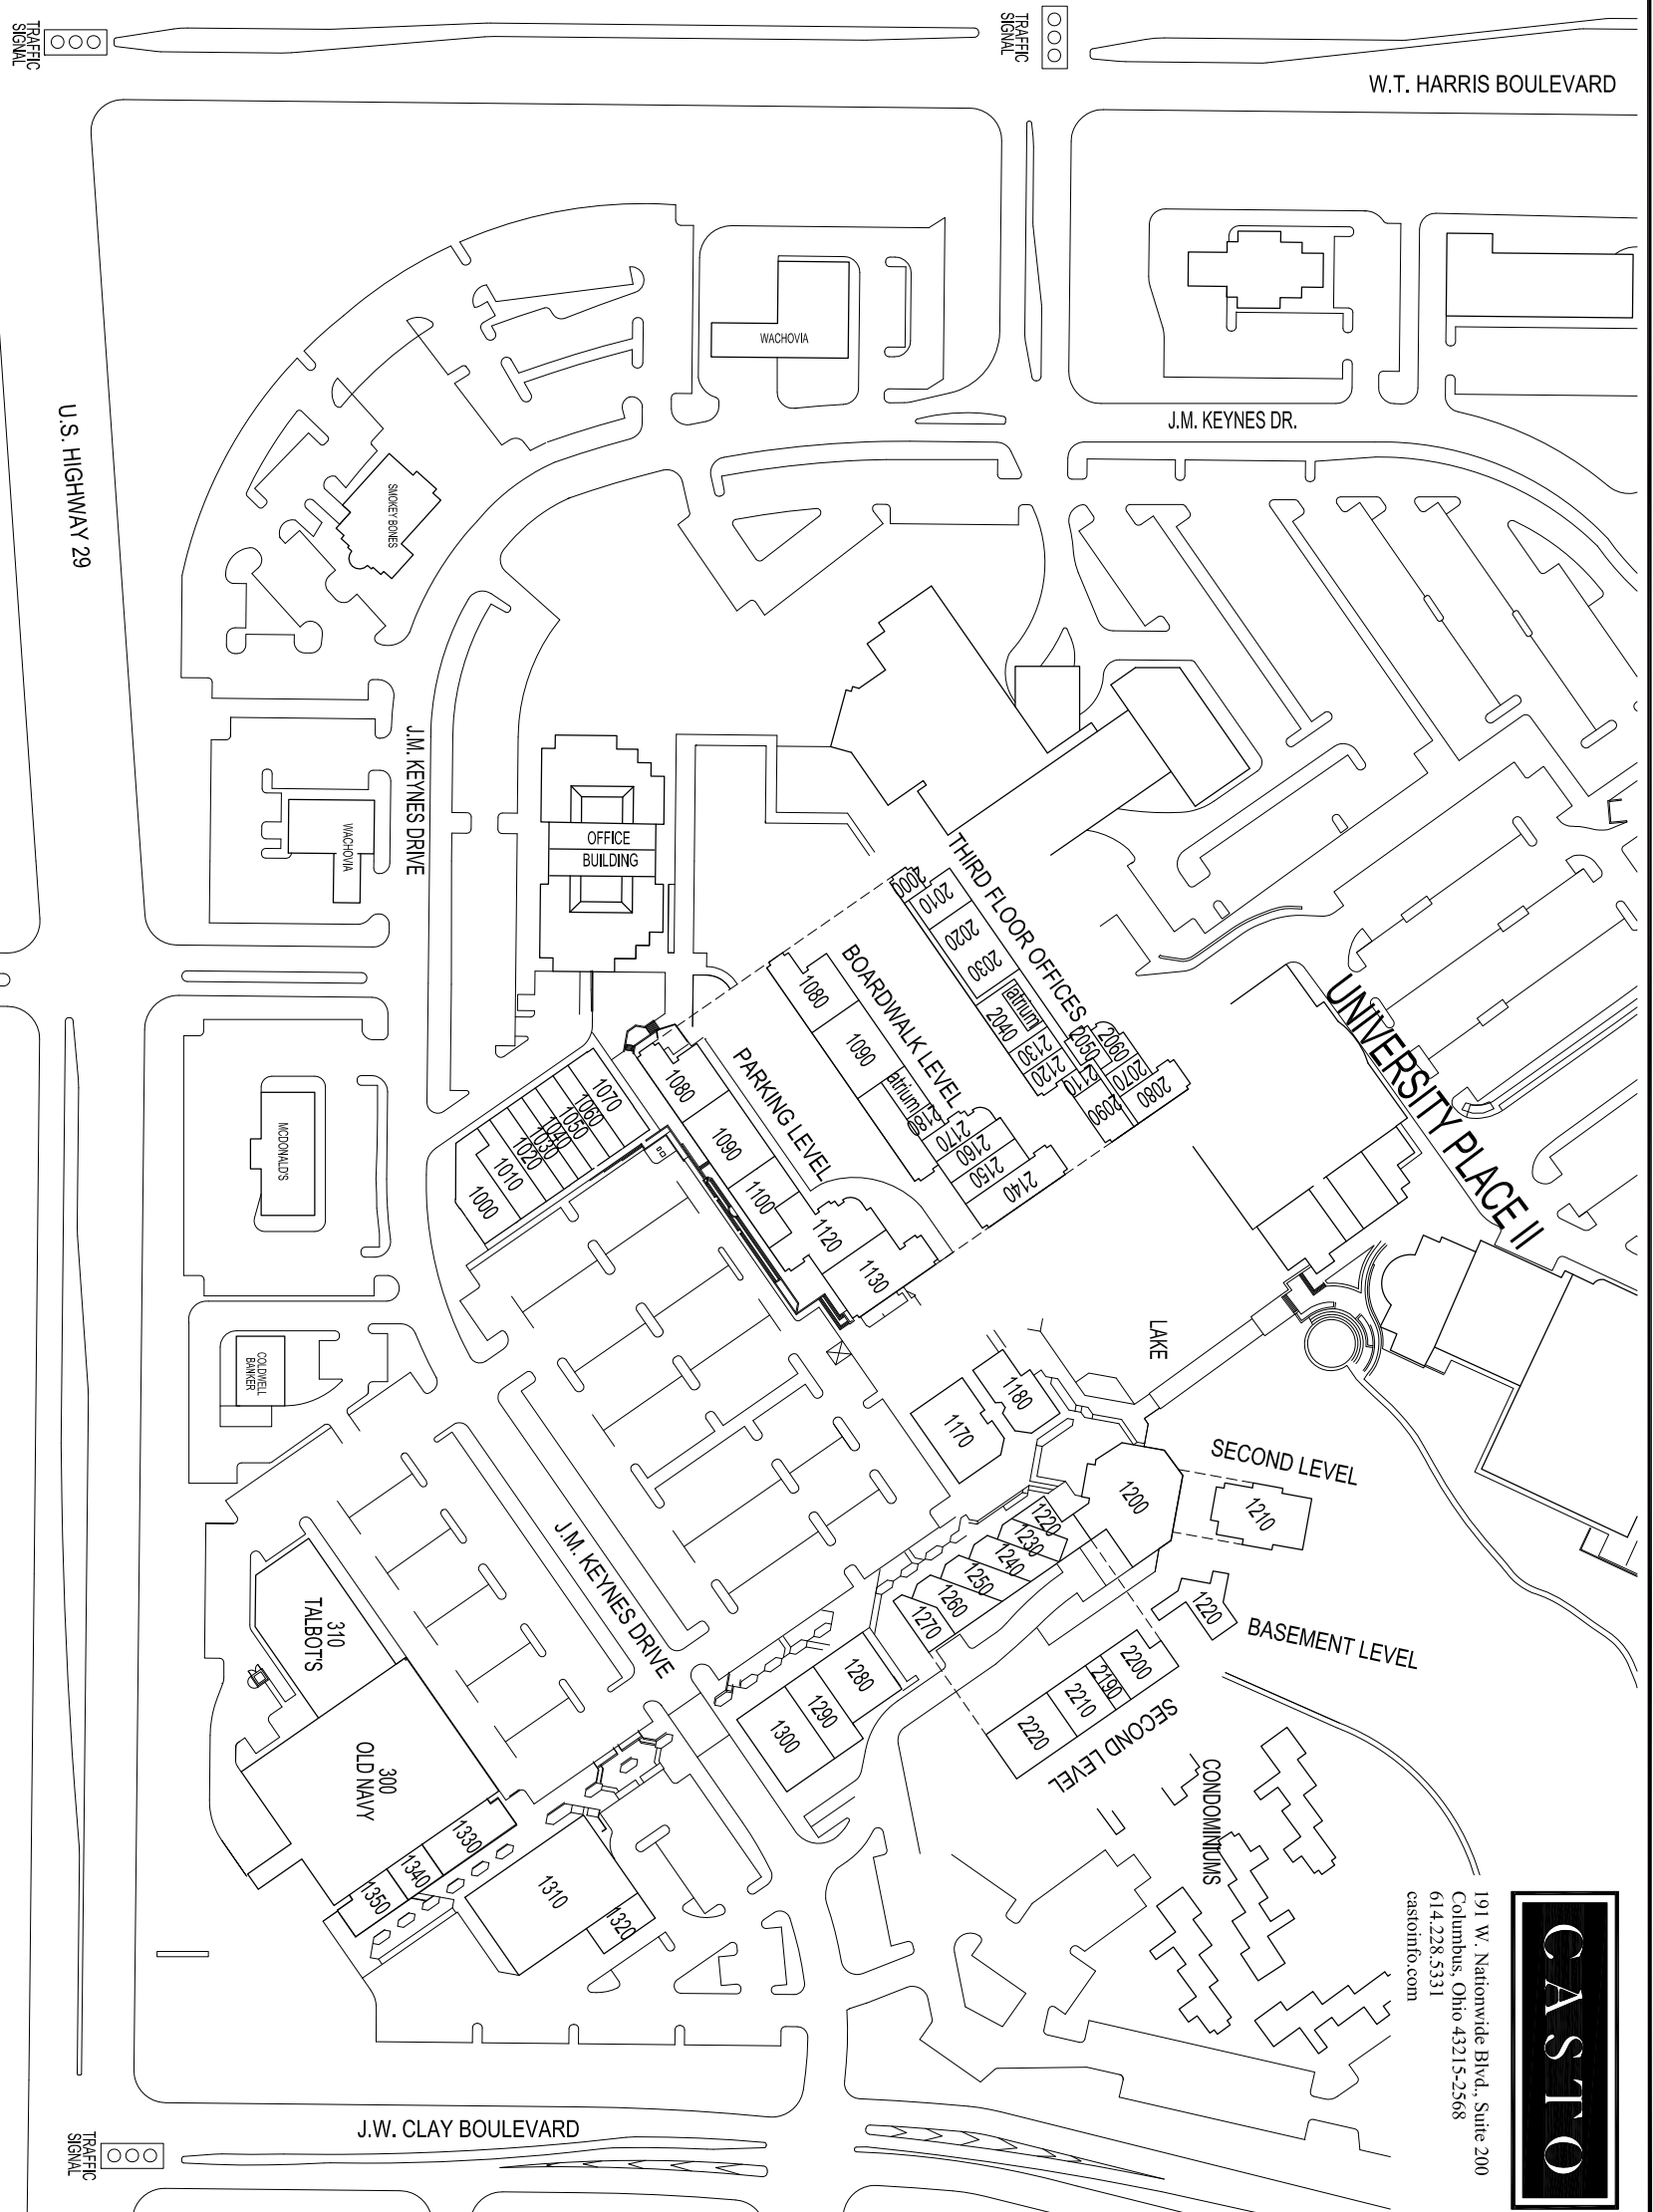 TRAFFIC
SIGNAL
TRAFFIC
SIGNAL
W.T. HARRIS BOULEVARD
WACHOVIA
J.M. KEYNES DR.
U.S. HIGHWAY 29
SMOKEY BONES
J.M. KEYNES DRIVE
WACHOVIA
OFFICE
BUILDING
THIRD FLOOR OFFICES
2000
2010
2020
2030
atrium
2040
2130
2120
2050
2060
2110
2070
2080
2090
BOARDWALK LEVEL
1080
1090
atrium
2180
2170
2160
2150
2140
PARKING LEVEL
1080
1090
1100
1120
1130
1070
1060
1050
1040
1030
1020
1010
1000
UNIVERSITY PLACE II
MCDONALD'S
COLDWELL
BANKER
LAKE
1180
1170
SECOND LEVEL
1200
1210
1220
1230
1240
1250
1260
1270
1220
BASEMENT LEVEL
2200
2190
2210
2220
SECOND LEVEL
1280
1290
1300
J.M. KEYNES DRIVE
310
TALBOT'S
300
OLD NAVY
1330
1340
1350
1310
1320
CONDOMINIUMS
CASTO
191 W. Nationwide Blvd., Suite 200
Columbus, Ohio 43215-2568
614.228.5331
castoinfo.com
J.W. CLAY BOULEVARD
TRAFFIC
SIGNAL